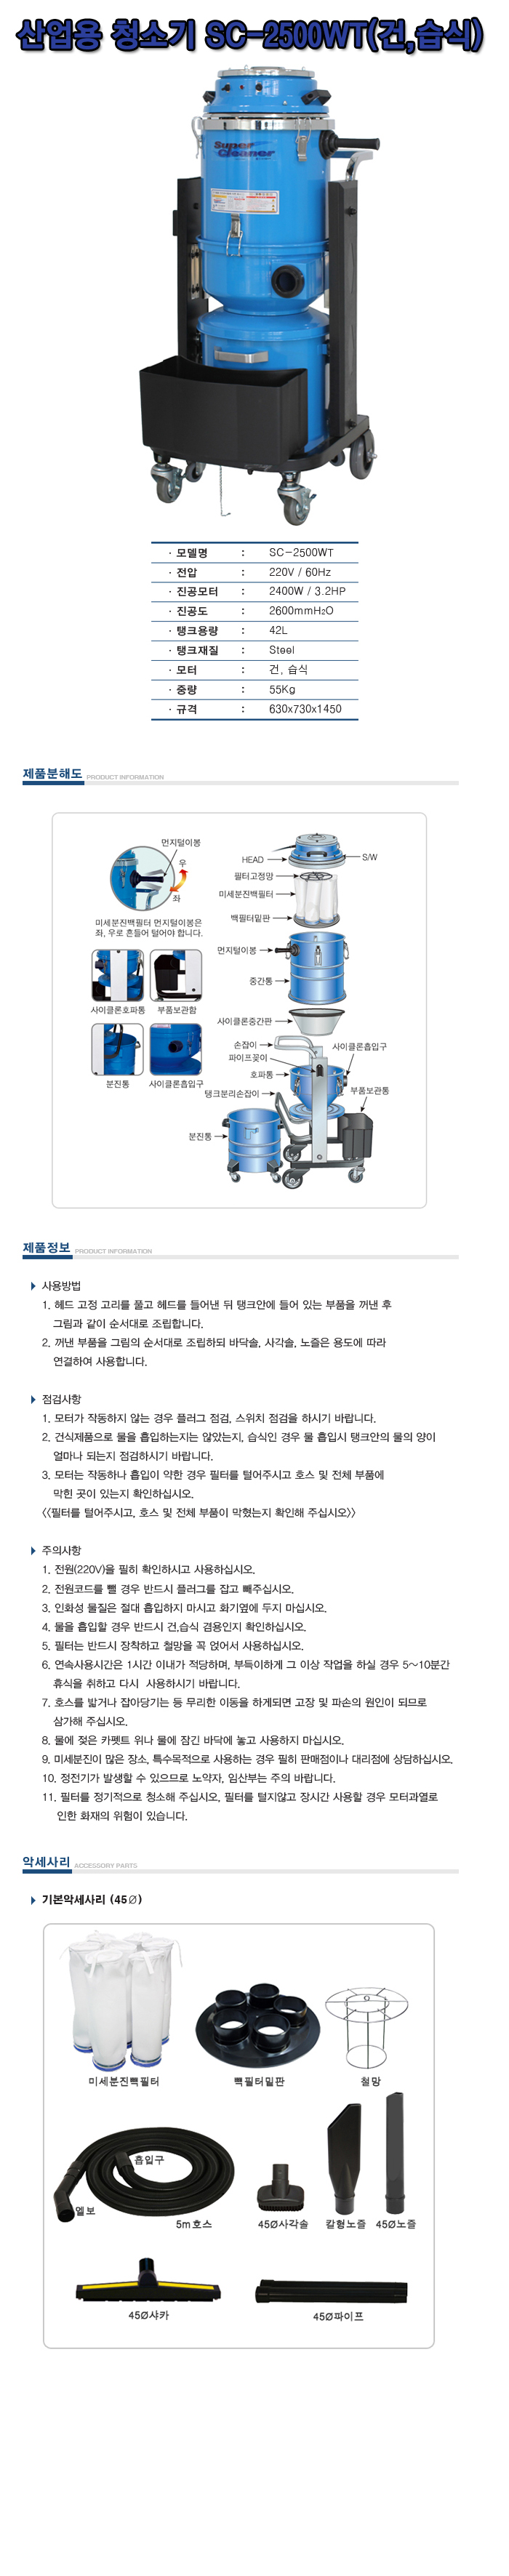 산업용 청소기 SC-2500WT(건,습식)
Super
Cleaner
· 모델명 : SC-2500WT
· 전압 : 220V / 60Hz
· 진공모터 : 2400W / 3.2HP
· 진공도 : 2600mmH₂O
· 탱크용량 : 42L
· 탱크재질 : Steel
· 모터 : 건, 습식
· 중량 : 55Kg
· 규격 : 630x730x1450
제품분해도 PRODUCT INFORMATION
먼지털이봉
우
좌
미세분진백필터 먼지털이봉은
좌, 우로 흔들어 털어야 합니다.
사이클론호파통
부품보관함
분진통
사이클론흡입구
HEAD
S/W
필터고정망
미세분진백필터
백필터밑판
먼지털이봉
중간통
사이클론중간판
손잡이
사이클론흡입구
파이프꽂이
호파통
부품보관통
탱크분리손잡이
분진통
제품정보 PRODUCT INFORMATION
사용방법
1. 헤드 고정 고리를 풀고 헤드를 들어낸 뒤 탱크안에 들어 있는 부품을 꺼낸 후
그림과 같이 순서대로 조립합니다.
2. 꺼낸 부품을 그림의 순서대로 조립하되 바닥솔, 사각솔, 노즐은 용도에 따라
연결하여 사용합니다.
점검사항
1. 모터가 작동하지 않는 경우 플러그 점검, 스위치 점검을 하시기 바랍니다.
2. 건식제품으로 물을 흡입하는지는 않았는지, 습식인 경우 물 흡입시 탱크안의 물의 양이
얼마나 되는지 점검하시기 바랍니다.
3. 모터는 작동하나 흡입이 약한 경우 필터를 털어주시고 호스 및 전체 부품에
막힌 곳이 있는지 확인하십시오.
<<필터를 털어주시고, 호스 및 전체 부품이 막혔는지 확인해 주십시오>>
주의사항
1. 전원(220V)을 필히 확인하시고 사용하십시오.
2. 전원코드를 뺄 경우 반드시 플러그를 잡고 빼주십시오.
3. 인화성 물질은 절대 흡입하지 마시고 화기옆에 두지 마십시오.
4. 물을 흡입할 경우 반드시 건,습식 겸용인지 확인하십시오.
5. 필터는 반드시 장착하고 철망을 꼭 얹어서 사용하십시오.
6. 연속사용시간은 1시간 이내가 적당하며, 부득이하게 그 이상 작업을 하실 경우 5~10분간
휴식을 취하고 다시 사용하시기 바랍니다.
7. 호스를 밟거나 잡아당기는 등 무리한 이동을 하게되면 고장 및 파손의 원인이 되므로
삼가해 주십시오.
8. 물에 젖은 카펫트 위나 물에 잠긴 바닥에 놓고 사용하지 마십시오.
9. 미세분진이 많은 장소, 특수목적으로 사용하는 경우 필히 판매점이나 대리점에 상담하십시오.
10. 정전기가 발생할 수 있으므로 노약자, 임산부는 주의 바랍니다.
11. 필터를 정기적으로 청소해 주십시오, 필터를 털지않고 장시간 사용할 경우 모터과열로
인한 화재의 위험이 있습니다.
악세사리 ACCESSORY PARTS
기본악세사리 (45Ø)
미세분진빽필터
빽필터밑판
철망
흡입구
엘보
5m호스
45Ø사각솔
칼형노즐
45Ø노즐
45Ø샤카
45Ø파이프